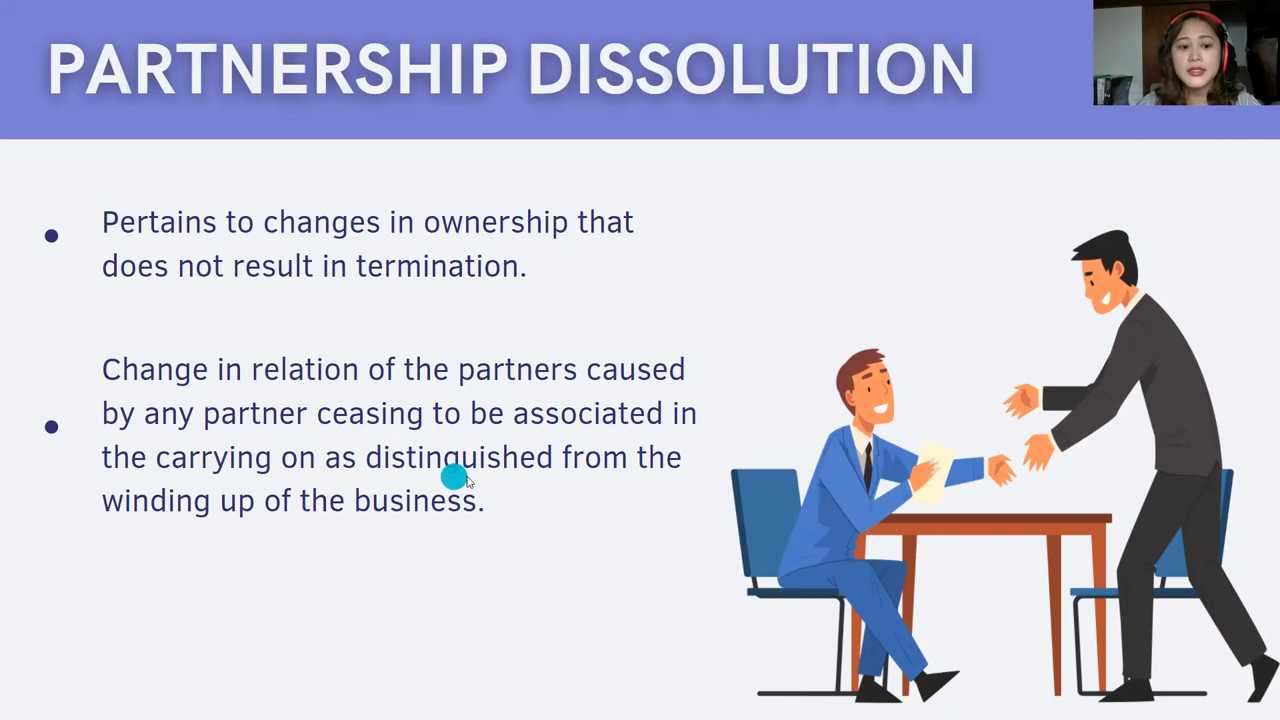 PARTNERSHIP DISSOLUTION
Pertains to changes in ownership that
does not result in termination.
Change in relation of the partners caused
by any partner ceasing to be associated in
the carrying on as distinguished from the
winding up of the business.